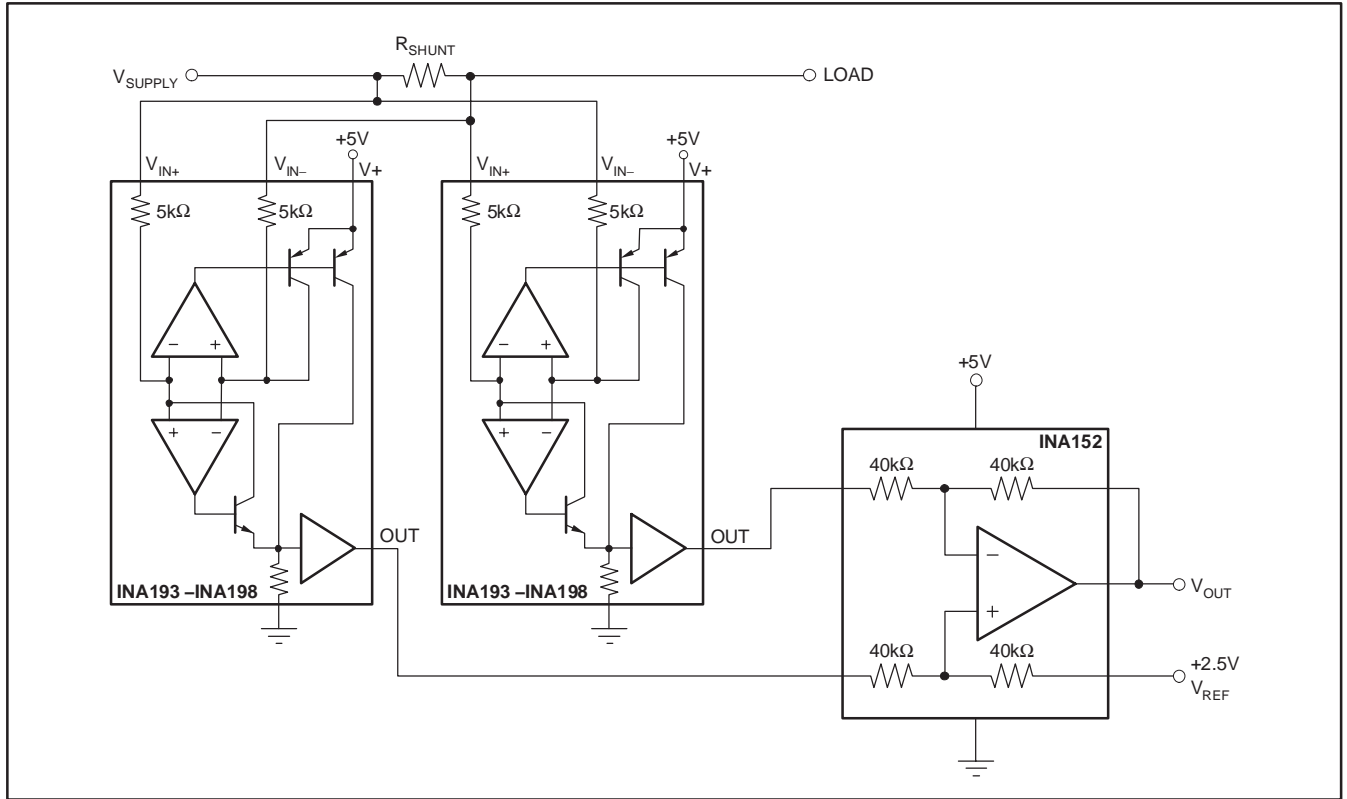 R_SHUNT
V_SUPPLY
LOAD
+5V
+5V
V_IN+
V_IN–
V+
V_IN+
V_IN–
V+
5kΩ
5kΩ
5kΩ
5kΩ
− +
− +
+ −
+ −
+5V
INA152
40kΩ
40kΩ
OUT
OUT
INA193 –INA198
INA193 –INA198
−
+
V_OUT
40kΩ
40kΩ
+2.5V
V_REF